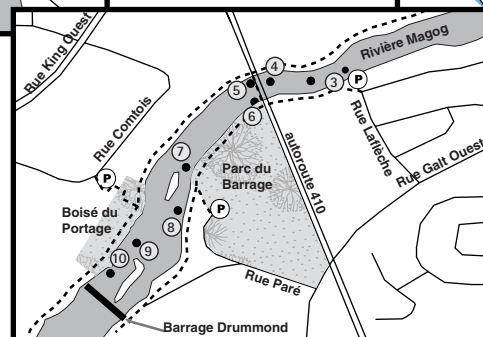 Rue King Ouest
Rivière Magog
4
3
P
5
6
Rue Comtois
autoroute 410
Rue Laflèche
Rue Galt Ouest
7
Parc du
Barrage
P
P
Boisé du
Portage
8
9
10
Rue Paré
Barrage Drummond